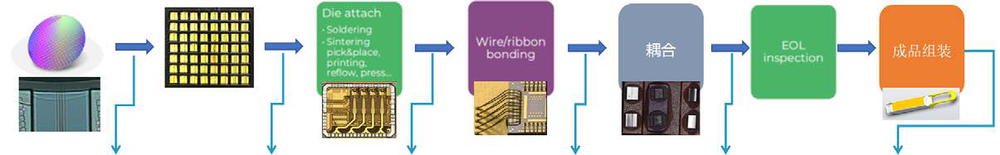 Die attach
• Soldering
• Sintering
pick&place,
printing,
reflow, press...
Wire/ribbon
bonding
耦合
EOL
inspection
成品组装